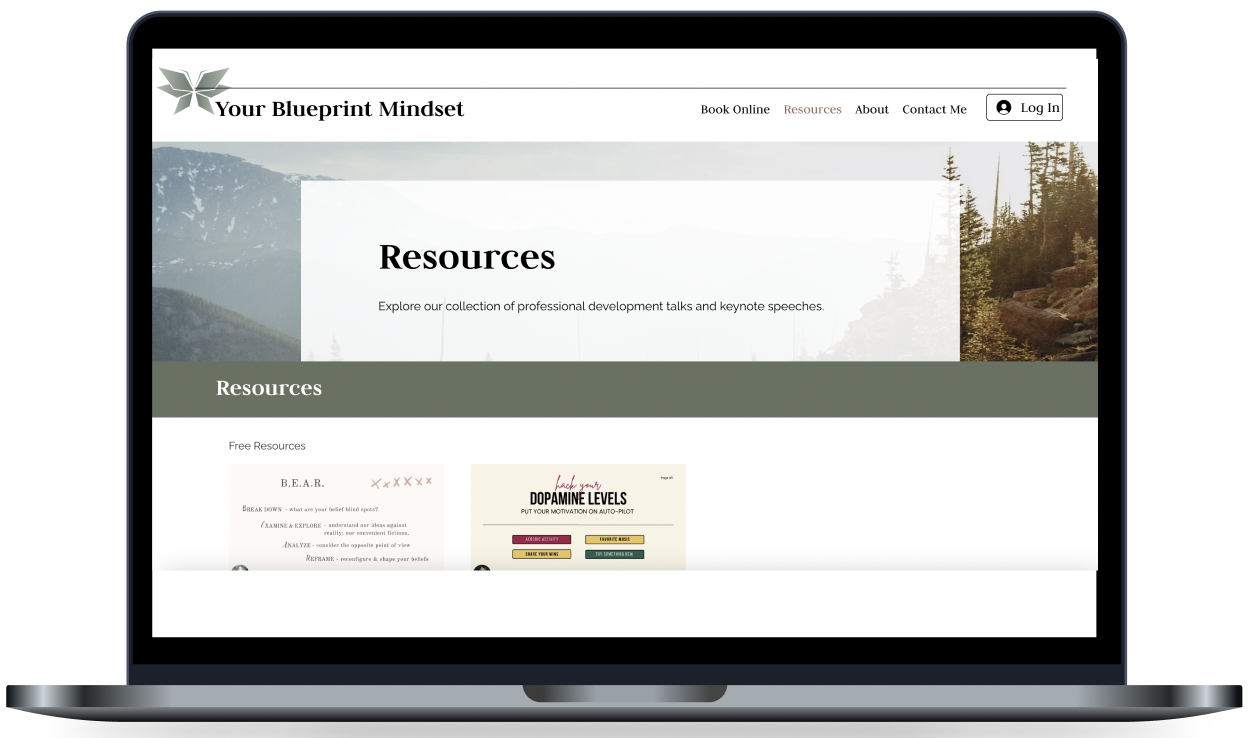 Your Blueprint Mindset
Book Online Resources About Contact Me Log In
Resources
Explore our collection of professional development talks and keynote speeches.
Resources
Free Resources
B.E.A.R.
BREAK DOWN - what are your belief blind spots?
EXAMINE & EXPLORE - understand our ideas against
reality; our convenient fictions.
ANALYZE - consider the opposite point of view
REFRAME - reconfigure & shape your beliefs
hack your
DOPAMINE LEVELS
PUT YOUR MOTIVATION ON AUTO-PILOT
AEROBIC ACTIVITY
FAVORITE MUSIC
SHARE YOUR WINS
TRY SOMETHING NEW